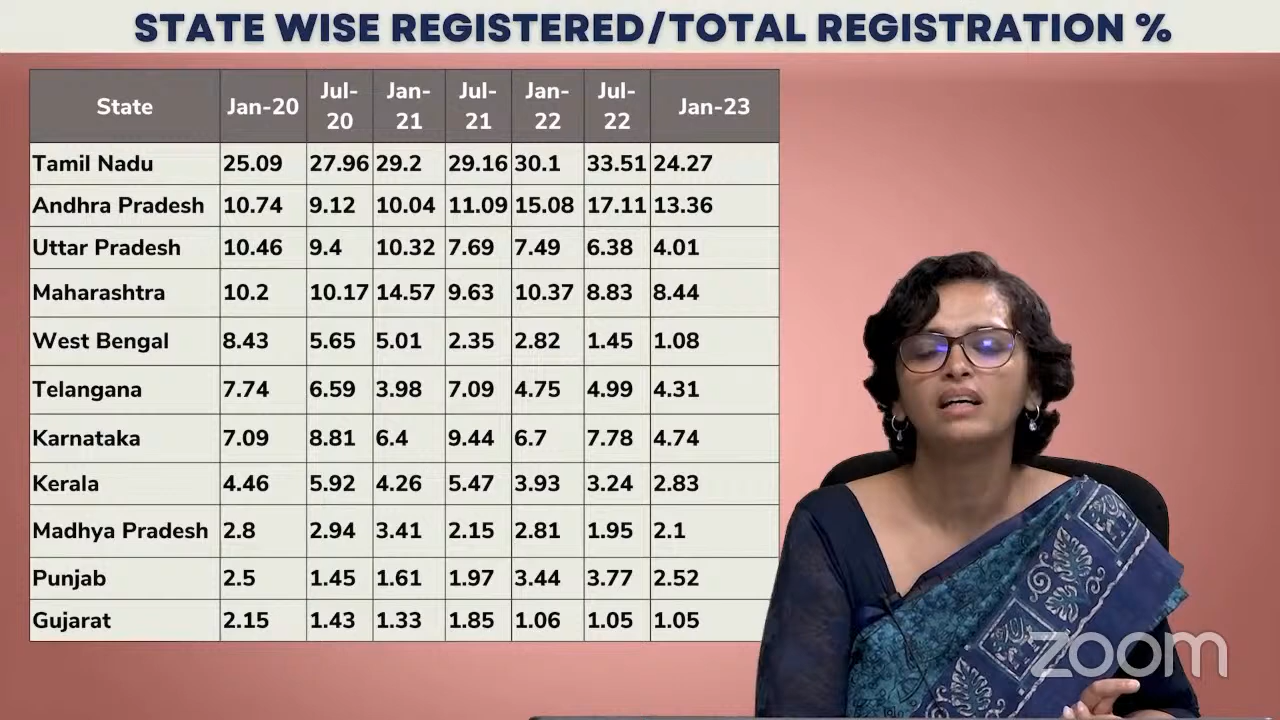 STATE WISE REGISTERED/TOTAL REGISTRATION %
State Jan-20 Jul-20 Jan-21 Jul-21 Jan-22 Jul-22 Jan-23
Tamil Nadu 25.09 27.96 29.2 29.16 30.1 33.51 24.27
Andhra Pradesh 10.74 9.12 10.04 11.09 15.08 17.11 13.36
Uttar Pradesh 10.46 9.4 10.32 7.69 7.49 6.38 4.01
Maharashtra 10.2 10.17 14.57 9.63 10.37 8.83 8.44
West Bengal 8.43 5.65 5.01 2.35 2.82 1.45 1.08
Telangana 7.74 6.59 3.98 7.09 4.75 4.99 4.31
Karnataka 7.09 8.81 6.4 9.44 6.7 7.78 4.74
Kerala 4.46 5.92 4.26 5.47 3.93 3.24 2.83
Madhya Pradesh 2.8 2.94 3.41 2.15 2.81 1.95 2.1
Punjab 2.5 1.45 1.61 1.97 3.44 3.77 2.52
Gujarat 2.15 1.43 1.33 1.85 1.06 1.05 1.05
zoom